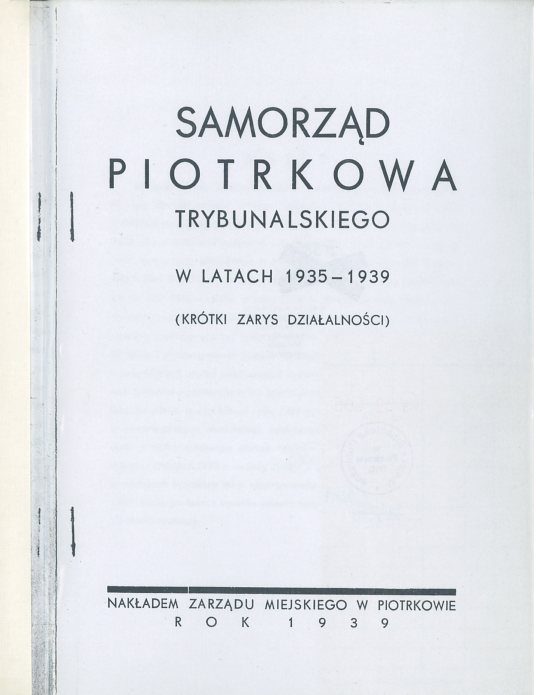 SAMORZĄD
PIOTRKOWA
TRYBUNALSKIEGO
W LATACH 1935–1939
(KRÓTKI ZARYS DZIAŁALNOŚCI)
NAKŁADEM ZARZĄDU MIEJSKIEGO W PIOTRKOWIE
ROK 1939